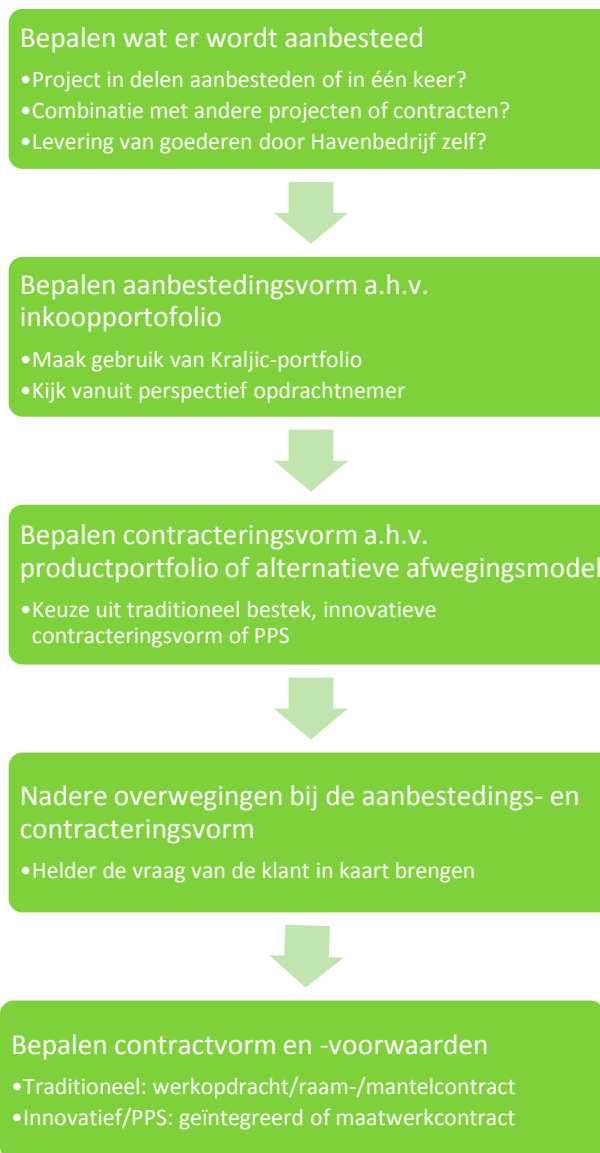 Bepalen wat er wordt aanbesteed
•Project in delen aanbesteden of in één keer?
•Combinatie met andere projecten of contracten?
•Levering van goederen door Havenbedrijf zelf?
Bepalen aanbestedingsvorm a.h.v.
inkoopportofolio
•Maak gebruik van Kraljic-portfolio
•Kijk vanuit perspectief opdrachtnemer
Bepalen contracteringsvorm a.h.v.
productportfolio of alternatieve afwegingsmodel
•Keuze uit traditioneel bestek, innovatieve
contracteringsvorm of PPS
Nadere overwegingen bij de aanbestedings- en
contracteringsvorm
•Helder de vraag van de klant in kaart brengen
Bepalen contractvorm en -voorwaarden
•Traditioneel: werkopdracht/raam-/mantelcontract
•Innovatief/PPS: geïntegreerd of maatwerkcontract